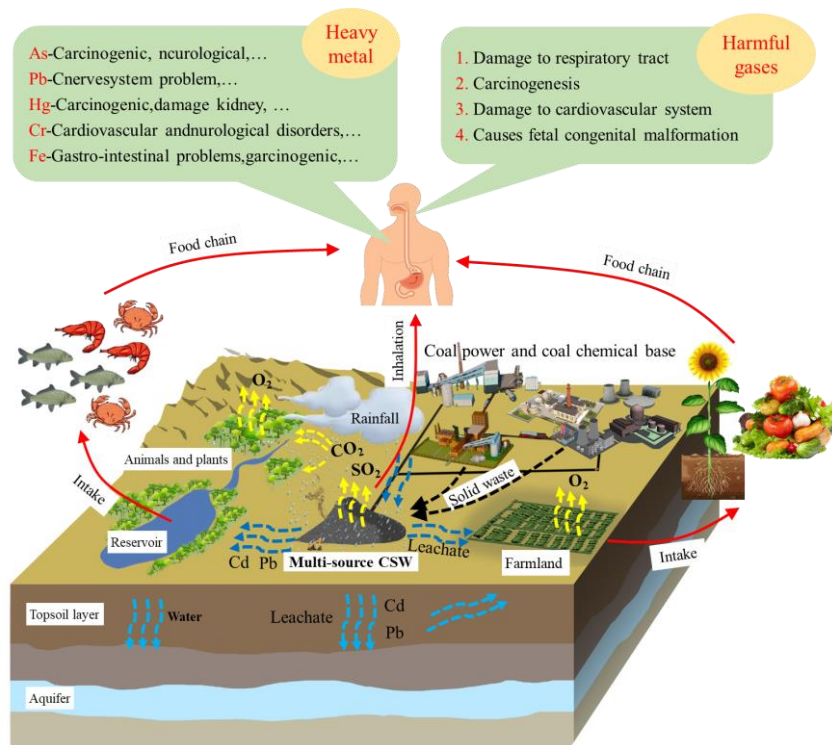 Heavy
metal
As-Carcinogenic, ncurological,…
Pb-Cnervesystem problem,…
Hg-Carcinogenic,damage kidney, …
Cr-Cardiovascular andnurological disorders,…
Fe-Gastro-intestinal problems,garcinogenic,…
Harmful
gases
1. Damage to respiratory tract
2. Carcinogenesis
3. Damage to cardiovascular system
4. Causes fetal congenital malformation
Food chain
Food chain
Inhalation
Coal power and coal chemical base
O2
Rainfall
CO2
SO2
Animals and plants
Solid waste
O2
Intake
Reservoir
Leachate
Cd Pb
Multi-source CSW
Farmland
Intake
Topsoil layer
Water
Leachate
Cd
Pb
Aquifer